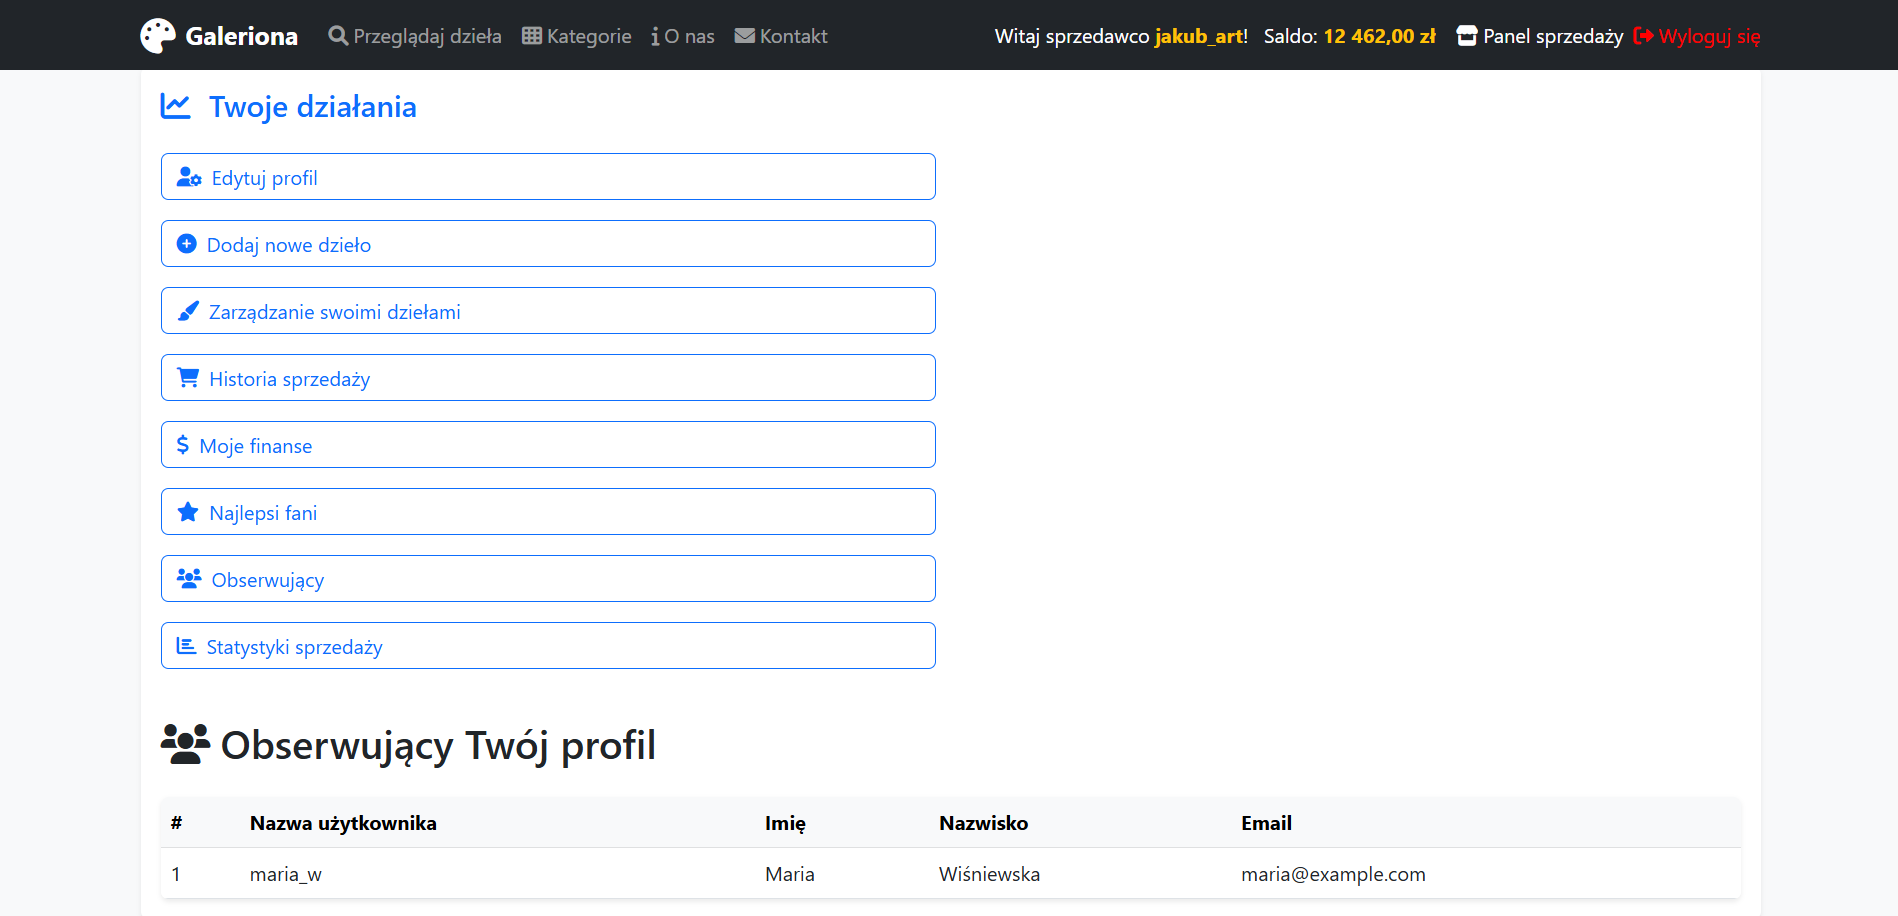 Galeriona Przeglądaj dzieła Kategorie O nas Kontakt Witaj sprzedawco jakub_art! Saldo: 12 462,00 zł Panel sprzedaży Wyloguj się
Twoje działania
Edytuj profil
Dodaj nowe dzieło
Zarządzanie swoimi dziełami
Historia sprzedaży
Moje finanse
Najlepsi fani
Obserwujący
Statystyki sprzedaży
Obserwujący Twój profil
# Nazwa użytkownika Imię Nazwisko Email
1 maria_w Maria Wiśniewska maria@example.com